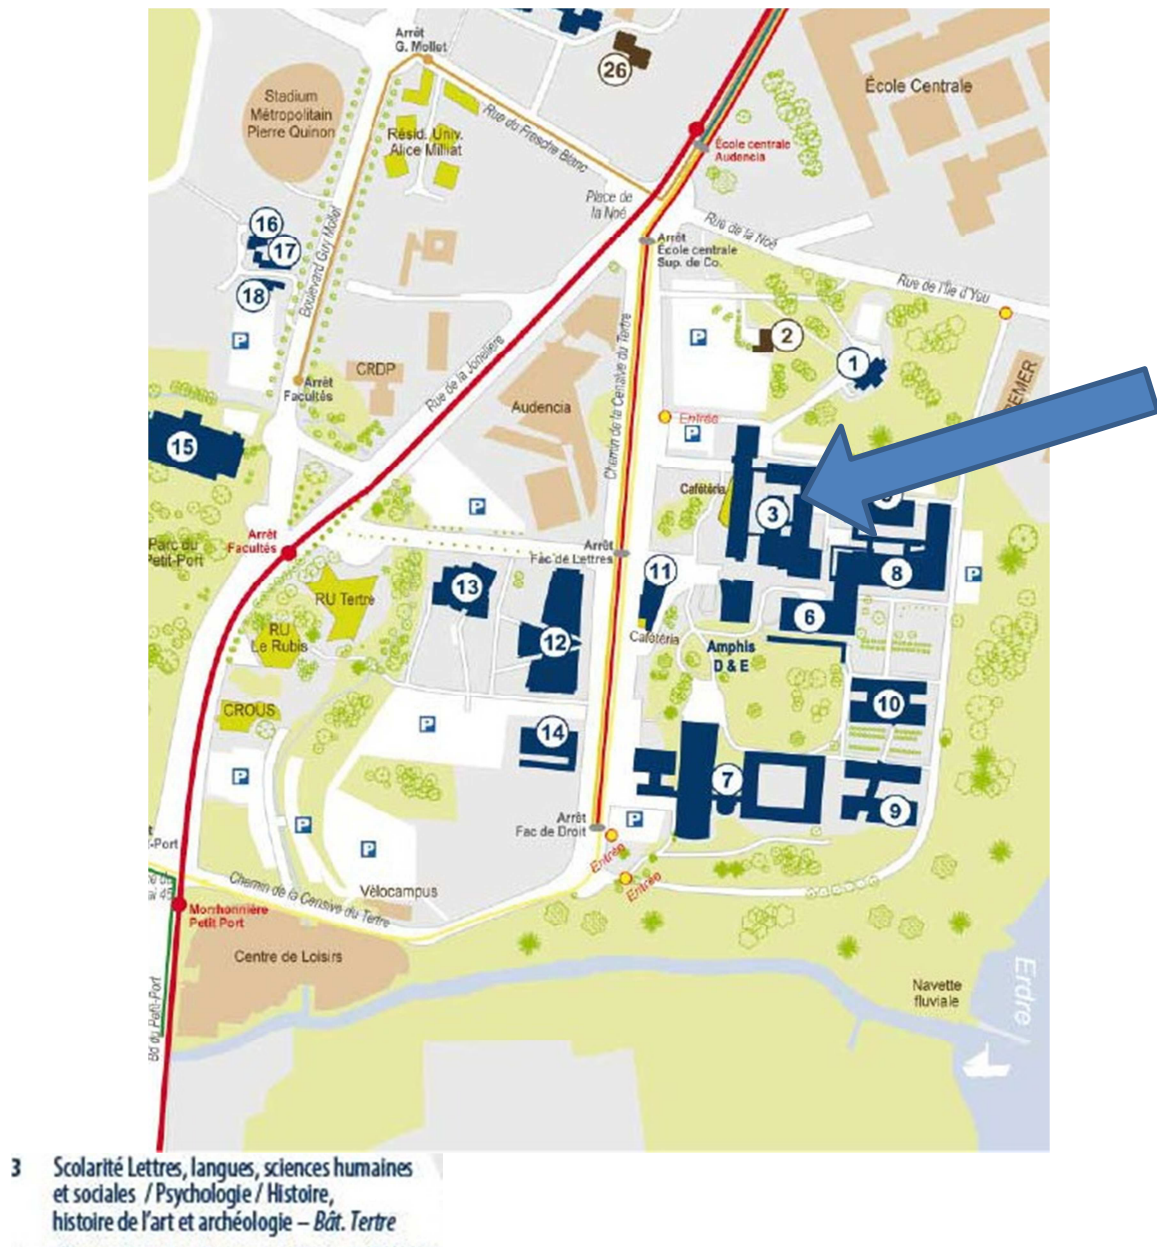 Arrêt
G. Mollet
26
École Centrale
Stadium
Métropolitain
Pierre Quinon
Résid. Univ.
Alice Milliat
Rue du Fresche Blanc
École centrale
Audencia
Place de
la Noé
Rue de la Noë
16
17
18
Boulevard Guy Mollet
Arrêt
École centrale
Sup. de Co.
Rue de l'Île d'Yeu
P
P
2
1
CRDP
Arrêt
Facultés
Rue de la Jonelière
Audencia
Chemin de la Censive du Tertre
Entrée
P
15
Cafétéria
3
P
Arrêt
Facultés
Parc du
Petit-Port
Arrêt
Fac de Lettres
11
8
P
RU Tertre
13
RU
Le Rubis
12
Cafétéria
6
Amphis
D & E
CROUS
P
14
10
P
7
9
P
P
Arrêt
Fac de Droit
P
Entrée
Entrée
-Port
Chemin de la Censive du Tertre
Vélocampus
Morrhonnière
Petit Port
Centre de Loisirs
Bd du Petit-Port
Navette
fluviale
Erdre
3 Scolarité Lettres, langues, sciences humaines
et sociales / Psychologie / Histoire,
histoire de l'art et archéologie – Bât. Tertre